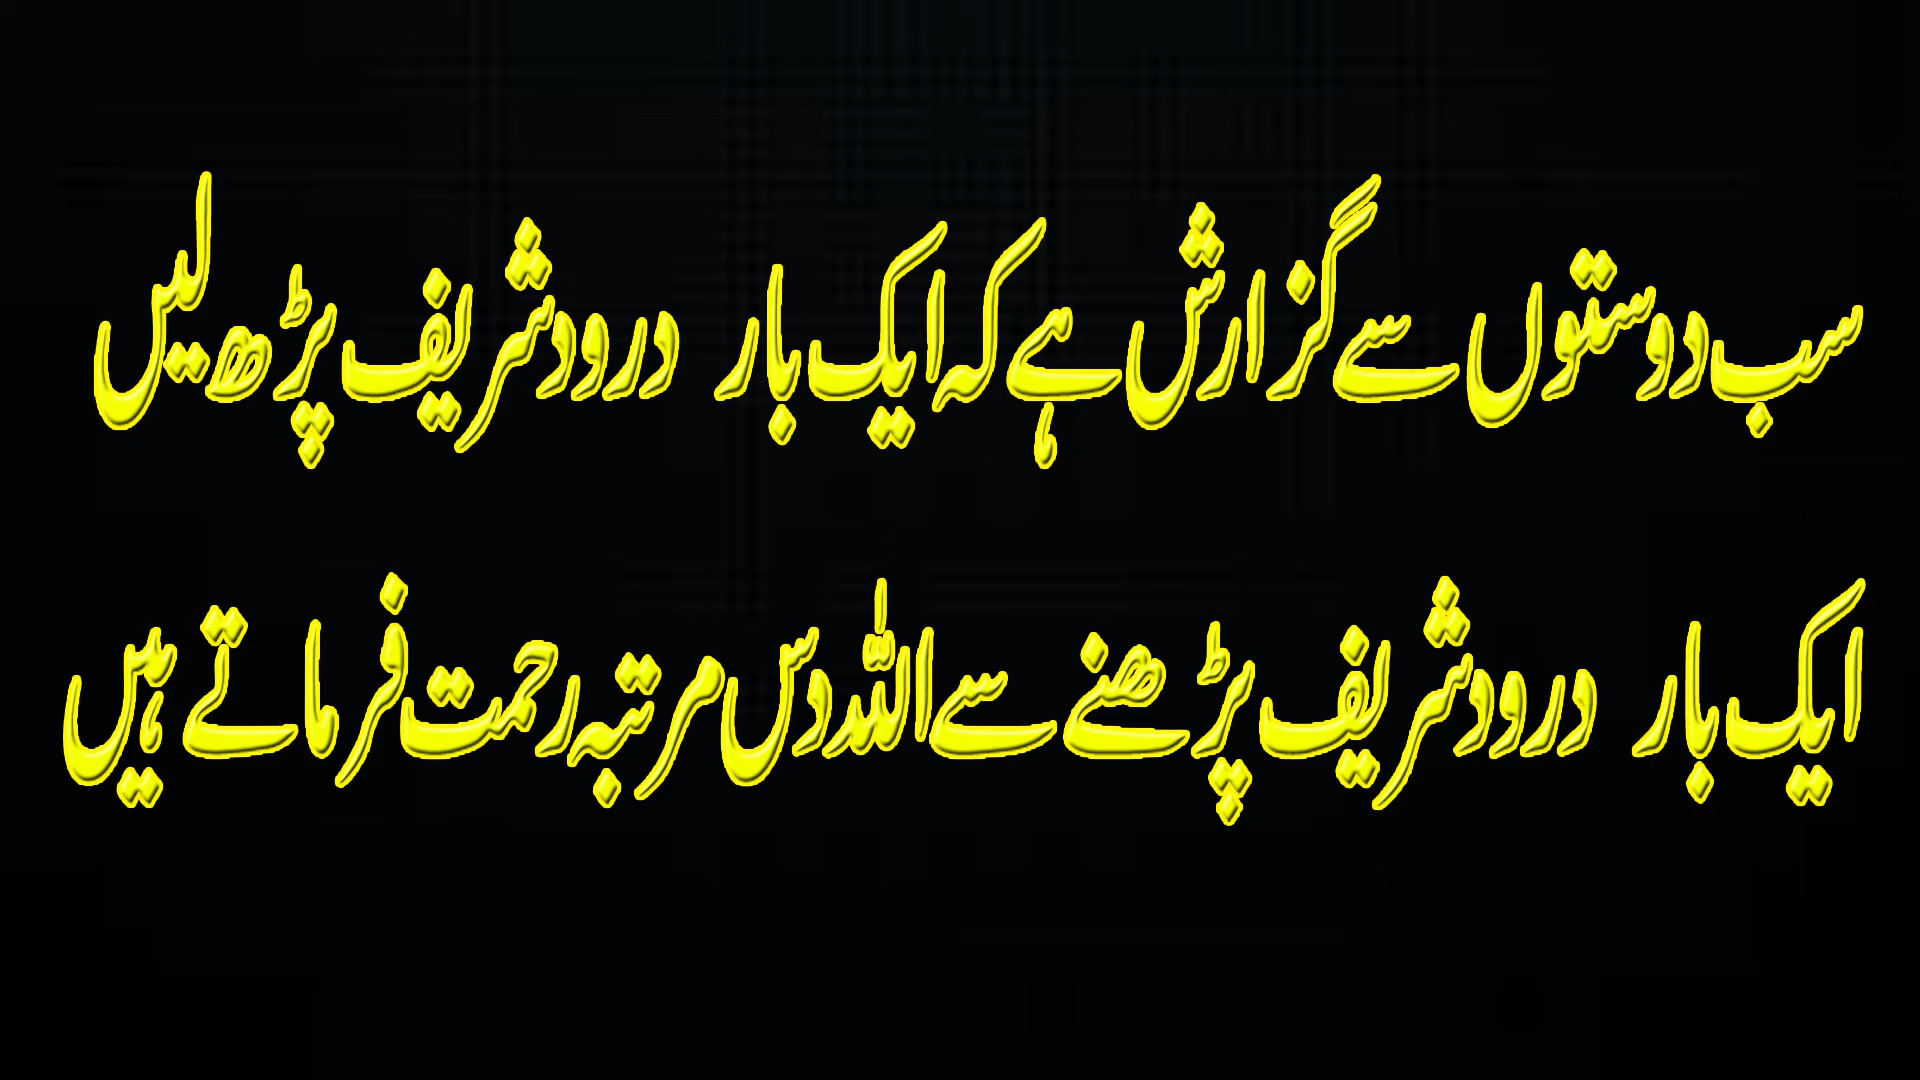 سب دوستوں سے گزارش ہے کہ ایک بار درود شریف پڑھ لیں
ایک بار درود شریف پڑھنے سے اللہ دس مرتبہ رحمت فرماتے ہیں